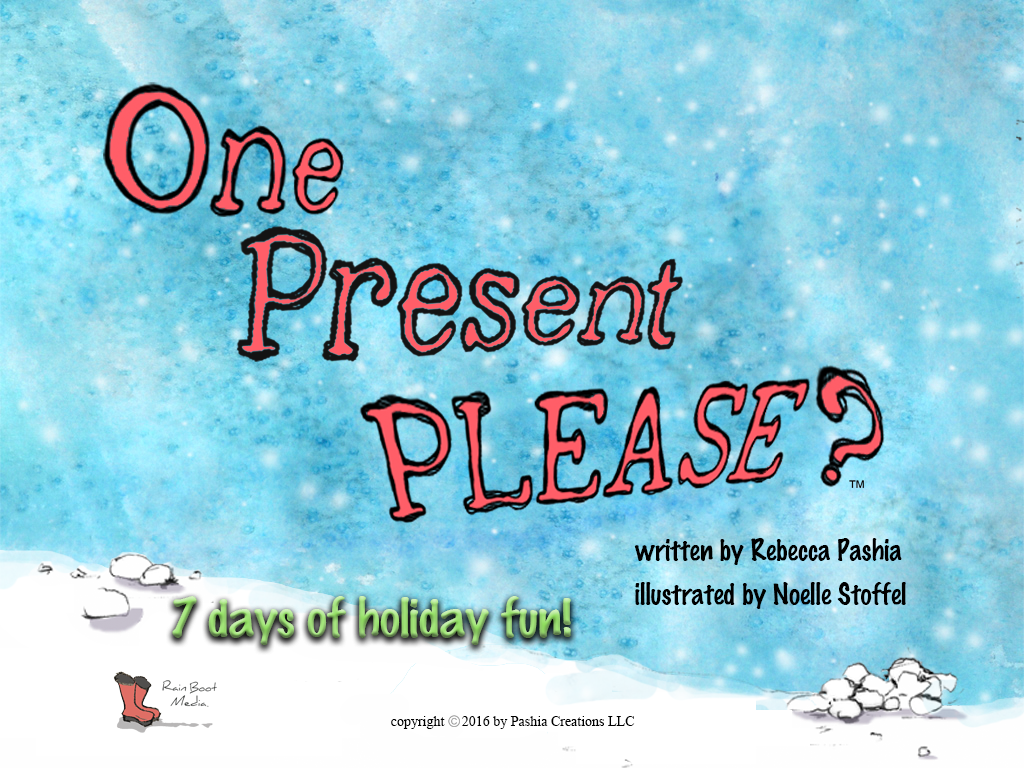 One
Present
PLEASE?
™
written by Rebecca Pashia
illustrated by Noelle Stoffel
7 days of holiday fun!
Rain Boot
Media.
copyright ©2016 by Pashia Creations LLC